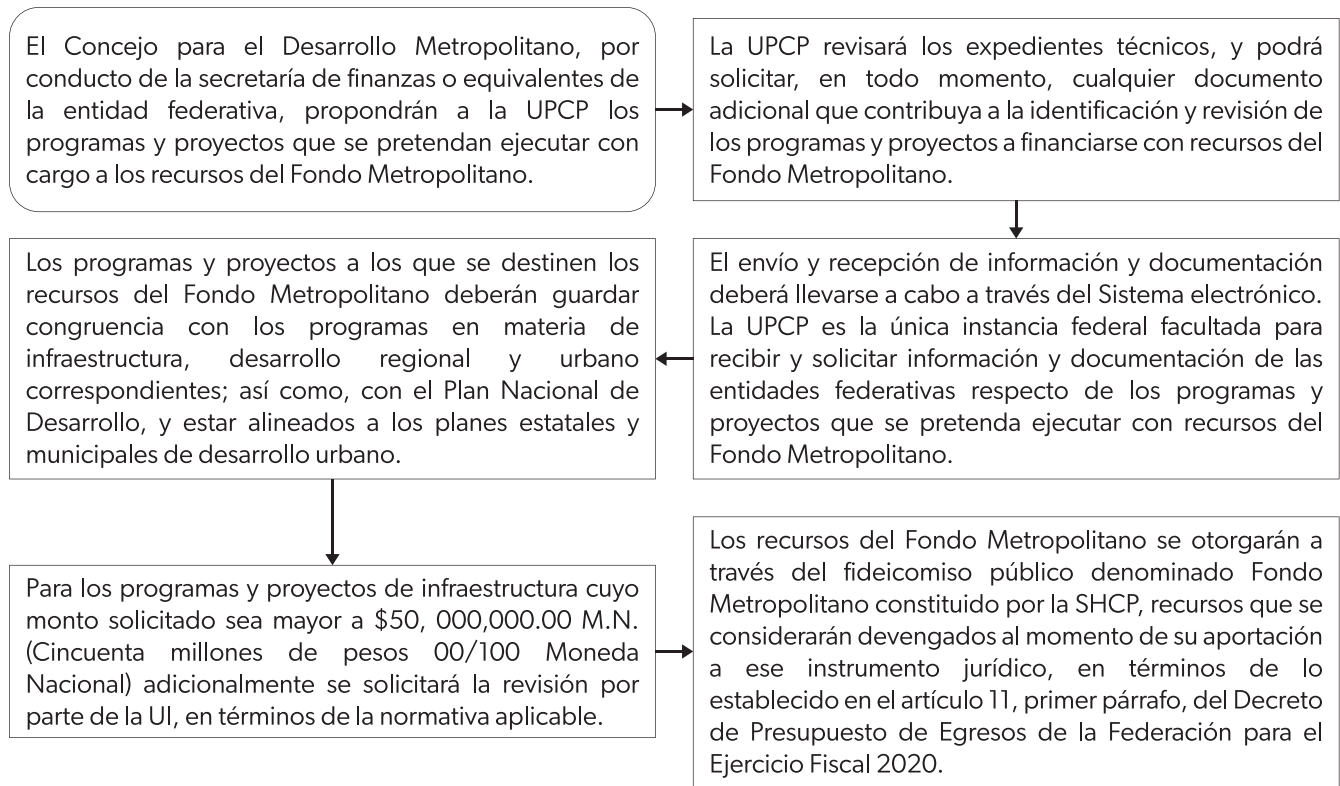 El Concejo para el Desarrollo Metropolitano, por
conducto de la secretaría de finanzas o equivalentes de
la entidad federativa, propondrán a la UPCP los
programas y proyectos que se pretendan ejecutar con
cargo a los recursos del Fondo Metropolitano.
La UPCP revisará los expedientes técnicos, y podrá
solicitar, en todo momento, cualquier documento
adicional que contribuya a la identificación y revisión de
los programas y proyectos a financiarse con recursos del
Fondo Metropolitano.
El envío y recepción de información y documentación
deberá llevarse a cabo a través del Sistema electrónico.
La UPCP es la única instancia federal facultada para
recibir y solicitar información y documentación de las
entidades federativas respecto de los programas y
proyectos que se pretenda ejecutar con recursos del
Fondo Metropolitano.
Los programas y proyectos a los que se destinen los
recursos del Fondo Metropolitano deberán guardar
congruencia con los programas en materia de
infraestructura, desarrollo regional y urbano
correspondientes; así como, con el Plan Nacional de
Desarrollo, y estar alineados a los planes estatales y
municipales de desarrollo urbano.
Para los programas y proyectos de infraestructura cuyo
monto solicitado sea mayor a $50, 000,000.00 M.N.
(Cincuenta millones de pesos 00/100 Moneda
Nacional) adicionalmente se solicitará la revisión por
parte de la UI, en términos de la normativa aplicable.
Los recursos del Fondo Metropolitano se otorgarán a
través del fideicomiso público denominado Fondo
Metropolitano constituido por la SHCP, recursos que se
considerarán devengados al momento de su aportación
a ese instrumento jurídico, en términos de lo
establecido en el artículo 11, primer párrafo, del Decreto
de Presupuesto de Egresos de la Federación para el
Ejercicio Fiscal 2020.